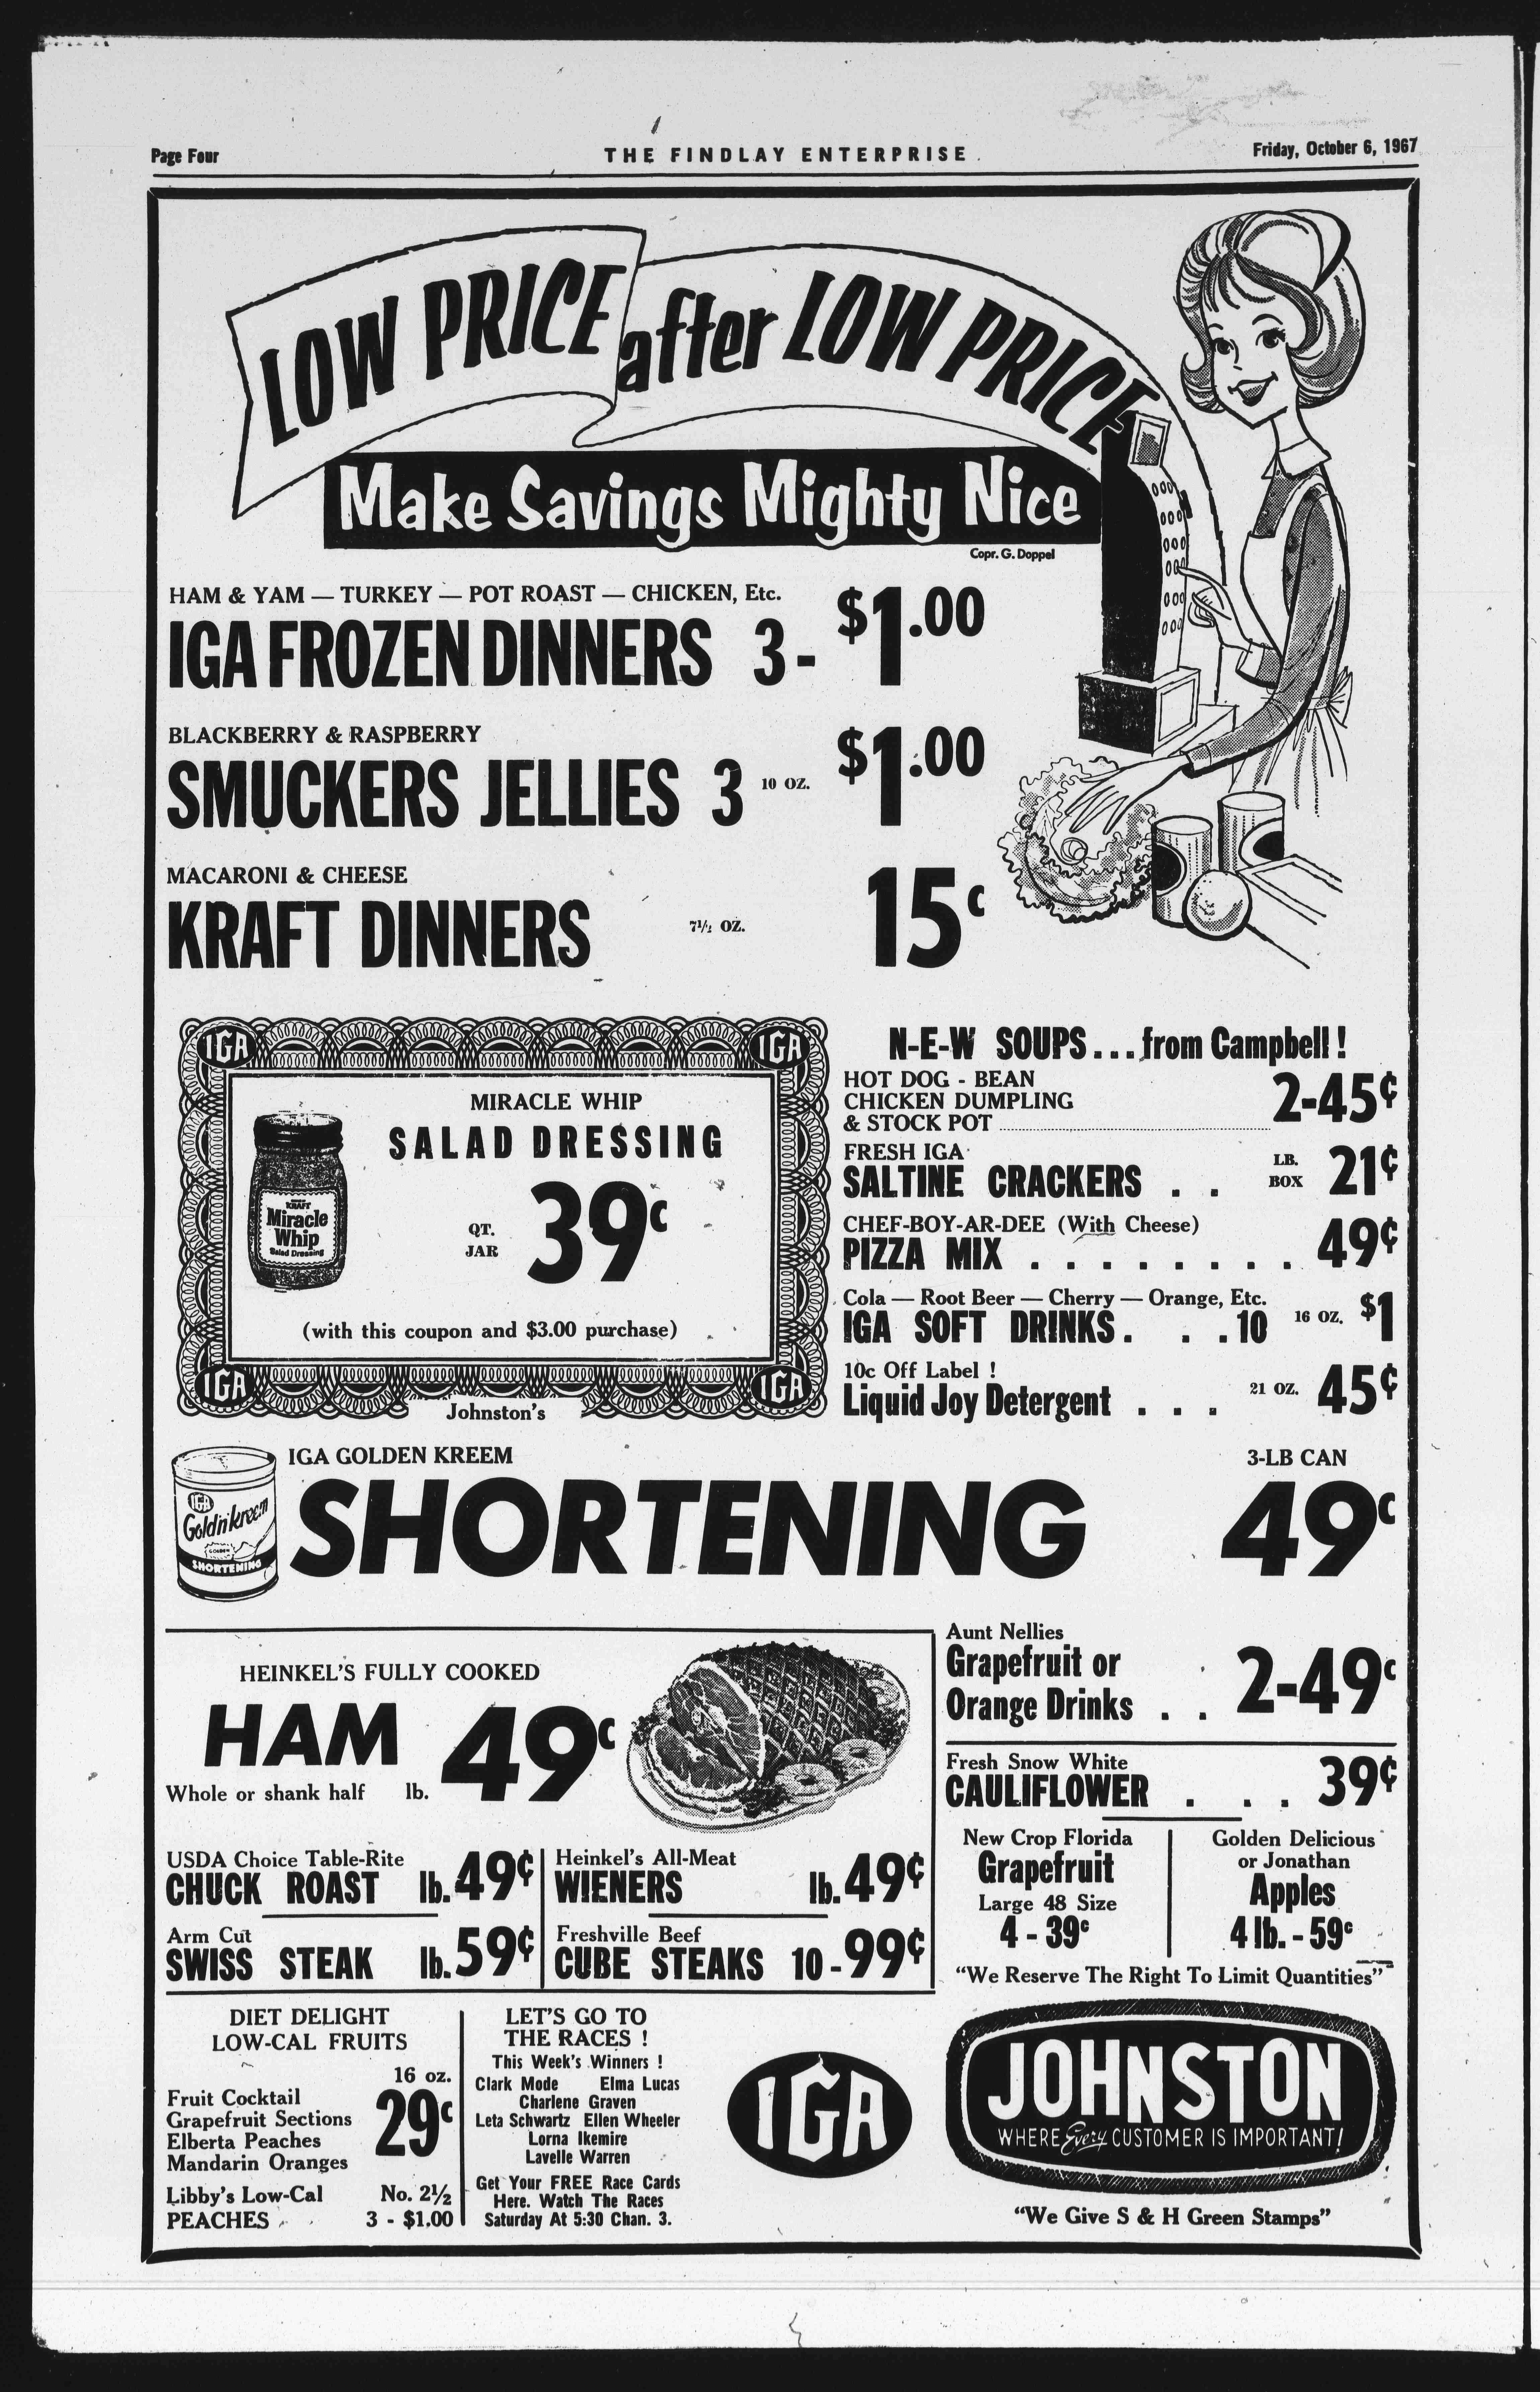 Page Four
THE FINDLAY ENTERPRISE
Friday, October 6, 1967
LOW PRICE after LOW PRICE
Make Savings Mighty Nice
Copr. G. Doppel
HAM & YAM — TURKEY — POT ROAST — CHICKEN, Etc.
IGA FROZEN DINNERS 3- $1.00
BLACKBERRY & RASPBERRY
SMUCKERS JELLIES 3 10 OZ. $1.00
MACARONI & CHEESE
KRAFT DINNERS 7½ OZ. 15¢
IGA IGA
MIRACLE WHIP
SALAD DRESSING
KRAFT
Miracle
Whip
Salad Dressing
QT.
JAR
39¢
(with this coupon and $3.00 purchase)
IGA IGA
Johnston's
N-E-W SOUPS...from Campbell!
HOT DOG - BEAN
CHICKEN DUMPLING
& STOCK POT 2-45¢
FRESH IGA
SALTINE CRACKERS . . LB. BOX 21¢
CHEF-BOY-AR-DEE (With Cheese)
PIZZA MIX . . . . . . . . 49¢
Cola — Root Beer — Cherry — Orange, Etc.
IGA SOFT DRINKS. . . 10 16 OZ. $1
10c Off Label !
Liquid Joy Detergent . . . 21 OZ. 45¢
IGA GOLDEN KREEM
3-LB CAN
IGA
Gold'n'kreem
GOLDEN
SHORTENING
SHORTENING 49¢
HEINKEL'S FULLY COOKED
HAM 49¢
Whole or shank half lb.
USDA Choice Table-Rite
CHUCK ROAST lb. 49¢
Heinkel's All-Meat
WIENERS lb. 49¢
Arm Cut
SWISS STEAK lb. 59¢
Freshville Beef
CUBE STEAKS 10-99¢
Aunt Nellies
Grapefruit or
Orange Drinks . . 2-49¢
Fresh Snow White
CAULIFLOWER . . . 39¢
New Crop Florida
Grapefruit
Large 48 Size
4 - 39¢
Golden Delicious
or Jonathan
Apples
4 lb. - 59¢
"We Reserve The Right To Limit Quantities"
DIET DELIGHT
LOW-CAL FRUITS
16 oz.
Fruit Cocktail
Grapefruit Sections
Elberta Peaches
Mandarin Oranges
29¢
Libby's Low-Cal No. 2½
PEACHES 3 - $1.00
LET'S GO TO
THE RACES !
This Week's Winners !
Clark Mode Elma Lucas
Charlene Graven
Leta Schwartz Ellen Wheeler
Lorna Ikemire
Lavelle Warren
Get Your FREE Race Cards
Here. Watch The Races
Saturday At 5:30 Chan. 3.
IGA
JOHNSTON
WHERE Every CUSTOMER IS IMPORTANT!
"We Give S & H Green Stamps"